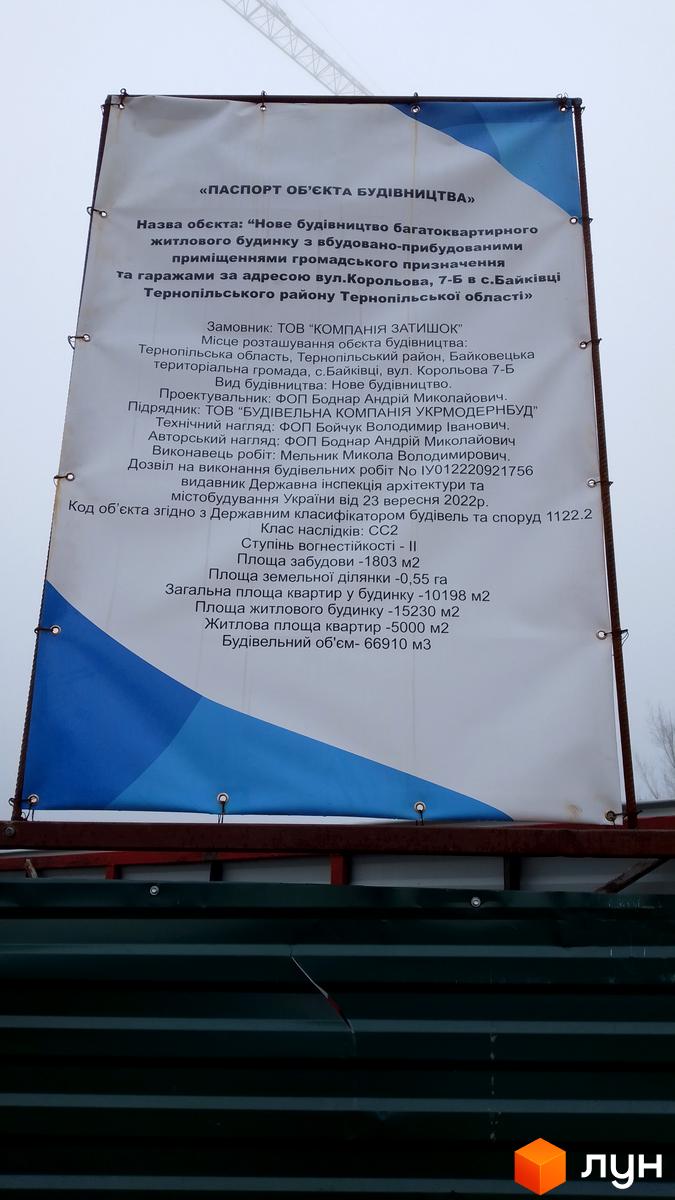 «ПАСПОРТ ОБ'ЄКТА БУДІВНИЦТВА»
Назва обєкта: “Нове будівництво багатоквартирного
житлового будинку з вбудовано-прибудованими
приміщеннями громадського призначення
та гаражами за адресою вул.Корольова, 7-Б в с.Байківці
Тернопільського району Тернопільської області»
Замовник: ТОВ “КОМПАНІЯ ЗАТИШОК”
Місце розташування обєкта будівництва:
Тернопільська область, Тернопільський район, Байковецька
територіальна громада, с.Байківці, вул. Корольова 7-Б
Вид будівництва: Нове будівництво.
Проектувальник: ФОП Боднар Андрій Миколайович.
Підрядник: ТОВ “БУДІВЕЛЬНА КОМПАНІЯ УКРМОДЕРНБУД”
Технічний нагляд: ФОП Бойчук Володимир Іванович.
Авторський нагляд: ФОП Боднар Андрій Миколайович
Виконавець робіт: Мельник Микола Володимирович.
Дозвіл на виконання будівельних робіт No ІУ012220921756
видавник Державна інспекція архітектури та
містобудування України від 23 вересня 2022р.
Код об'єкта згідно з Державним класифікатором будівель та споруд 1122.2
Клас наслідків: СС2
Ступінь вогнестійкості - ІІ
Площа забудови -1803 м2
Площа земельної ділянки -0,55 га
Загальна площа квартир у будинку -10198 м2
Площа житлового будинку -15230 м2
Житлова площа квартир -5000 м2
Будівельний об'єм- 66910 м3
лун